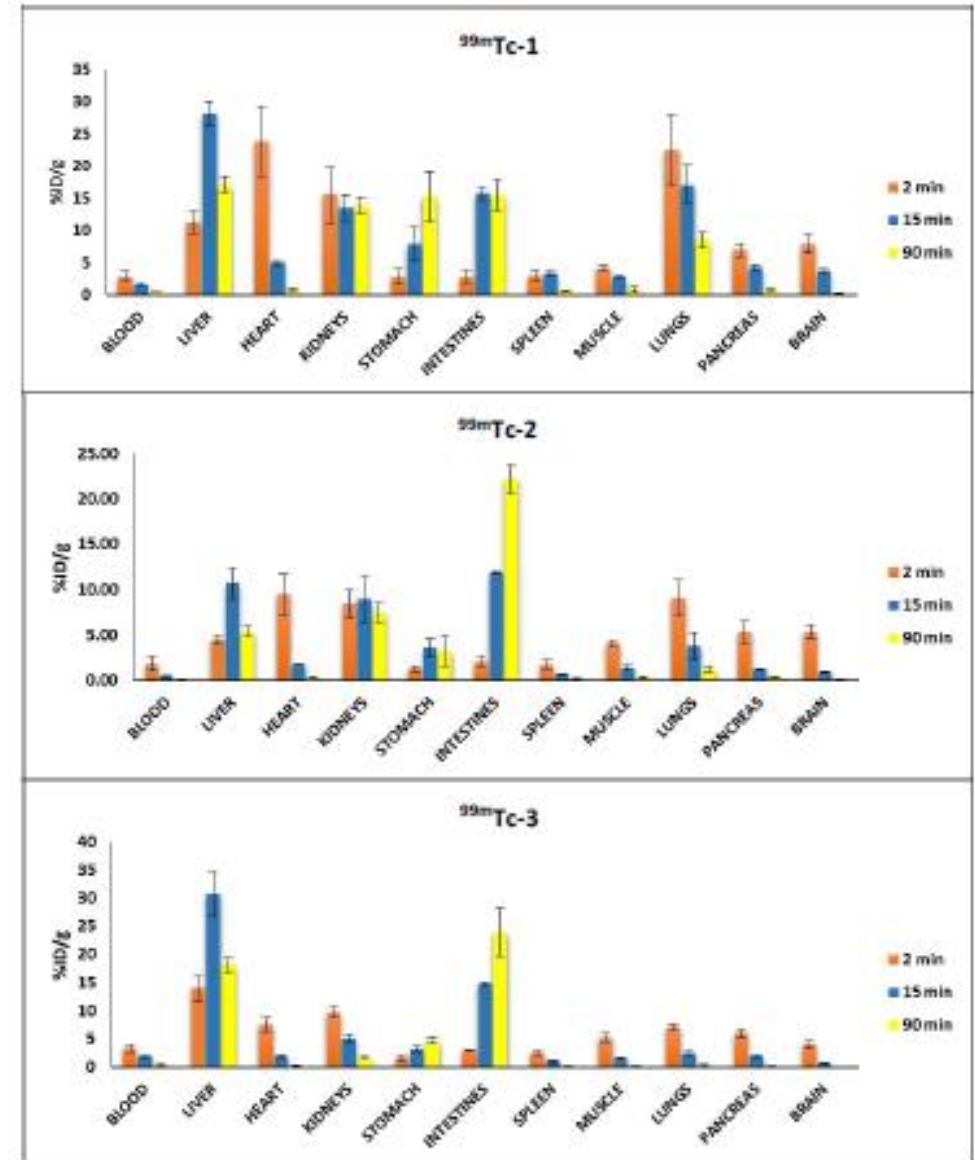 99mTc-1
35
30
25
20
15
10
5
0
%ID/g
BLOOD
LIVER
HEART
KIDNEYS
STOMACH
INTESTINES
SPLEEN
MUSCLE
LUNGS
PANCREAS
BRAIN
2 min
15 min
90 min
99mTc-2
25.00
20.00
15.00
10.00
5.00
0.00
%ID/g
BLOOD
LIVER
HEART
KIDNEYS
STOMACH
INTESTINES
SPLEEN
MUSCLE
LUNGS
PANCREAS
BRAIN
2 min
15 min
90 min
99mTc-3
40
35
30
25
20
15
10
5
0
%ID/g
BLOOD
LIVER
HEART
KIDNEYS
STOMACH
INTESTINES
SPLEEN
MUSCLE
LUNGS
PANCREAS
BRAIN
2 min
15 min
90 min